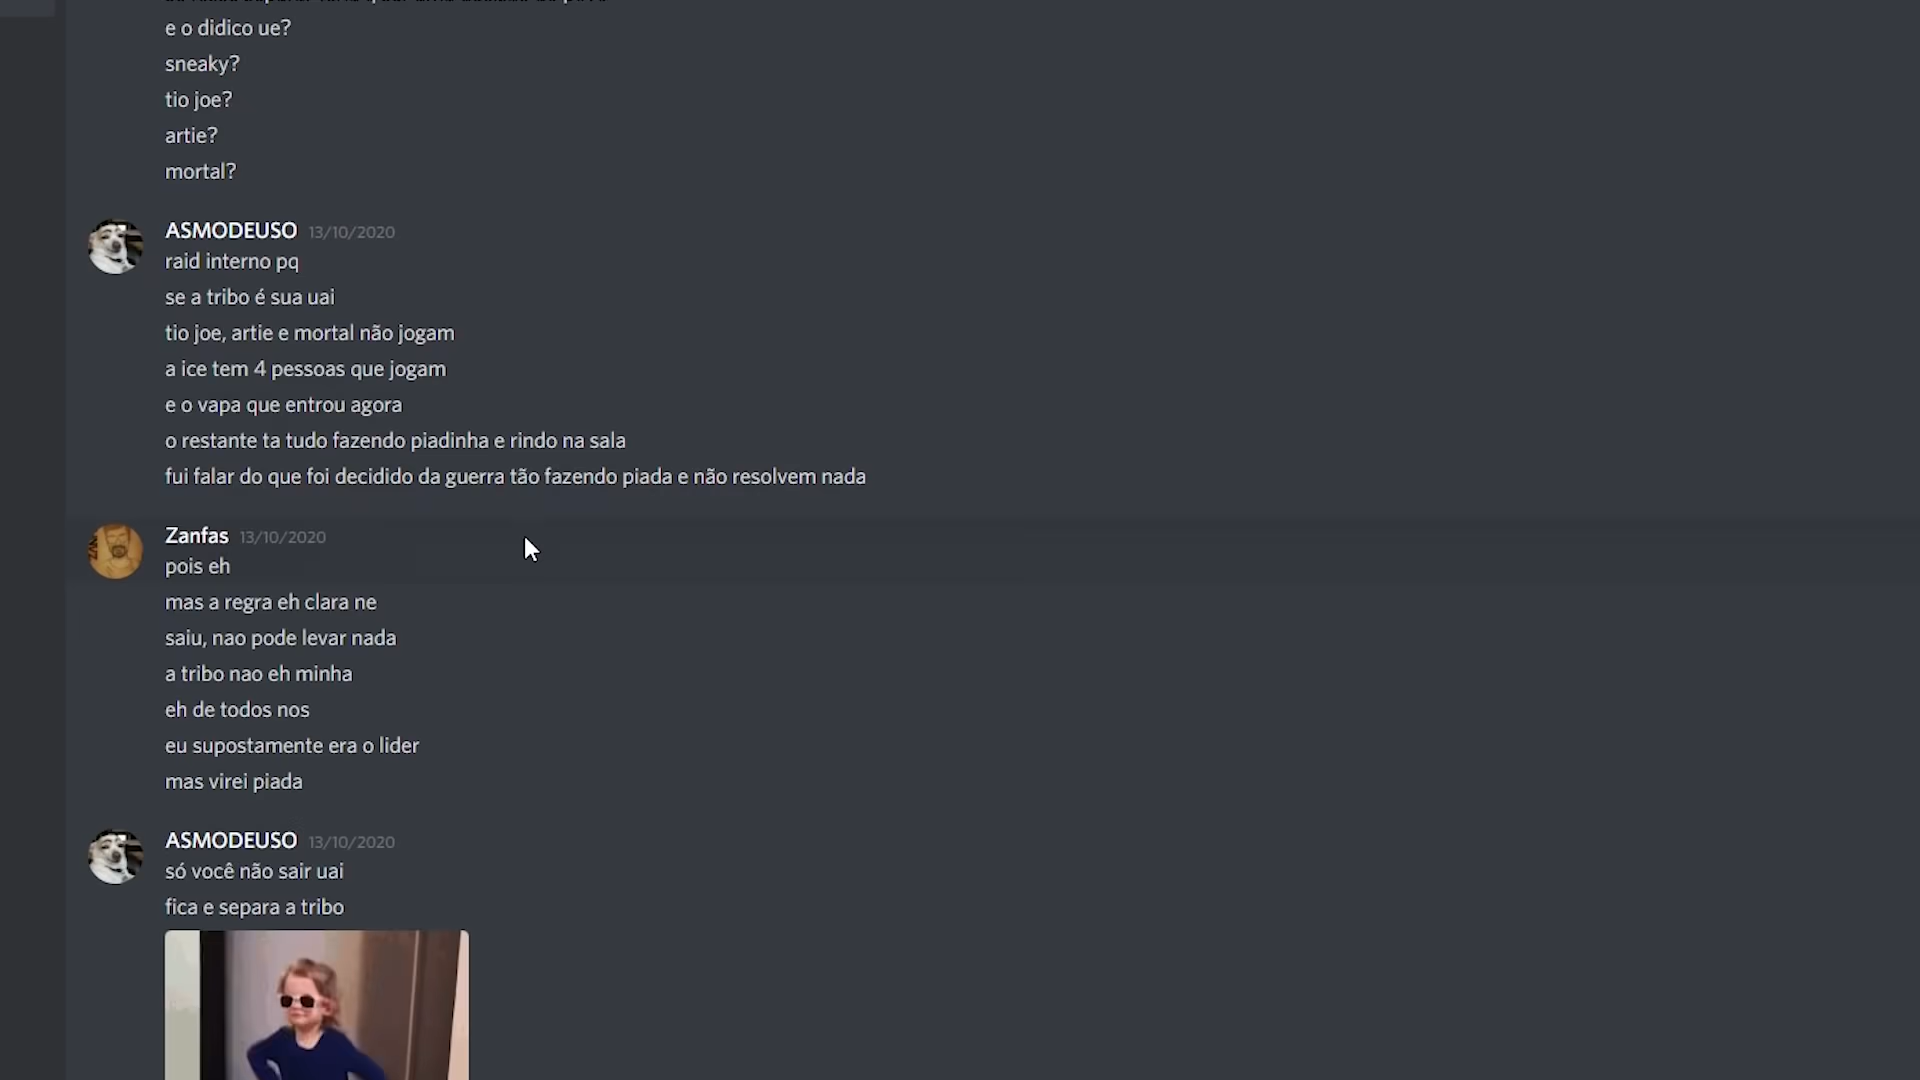 e o didico ue?
sneaky?
tio joe?
artie?
mortal?
ASMODEUSO 13/10/2020
raid interno pq
se a tribo é sua uai
tio joe, artie e mortal não jogam
a ice tem 4 pessoas que jogam
e o vapa que entrou agora
o restante ta tudo fazendo piadinha e rindo na sala
fui falar do que foi decidido da guerra tão fazendo piada e não resolvem nada
Zanfas 13/10/2020
pois eh
mas a regra eh clara ne
saiu, nao pode levar nada
a tribo nao eh minha
eh de todos nos
eu supostamente era o lider
mas virei piada
ASMODEUSO 13/10/2020
só você não sair uai
fica e separa a tribo